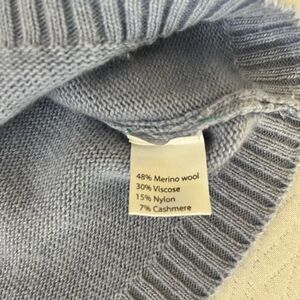 48% Merino wool
30% Viscose
15% Nylon
7% Cashmere